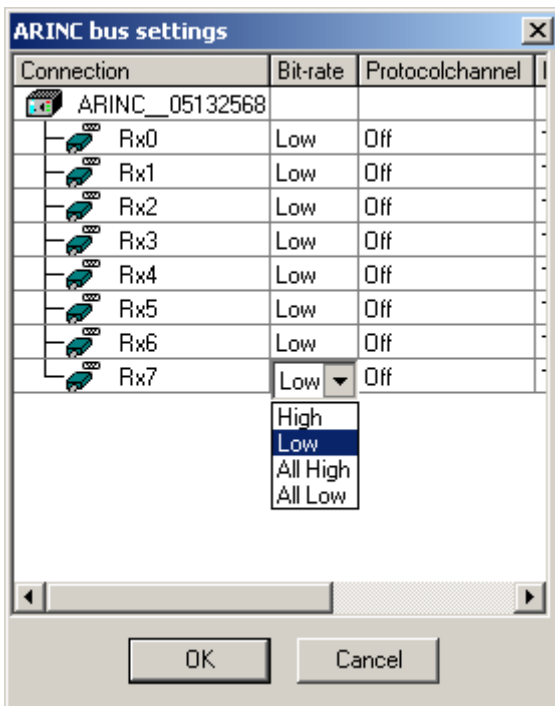 ARINC bus settings
Connection Bit-rate Protocolchannel
ARINC__05132568
Rx0 Low Off
Rx1 Low Off
Rx2 Low Off
Rx3 Low Off
Rx4 Low Off
Rx5 Low Off
Rx6 Low Off
Rx7 Low Off
High
Low
All High
All Low
OK Cancel